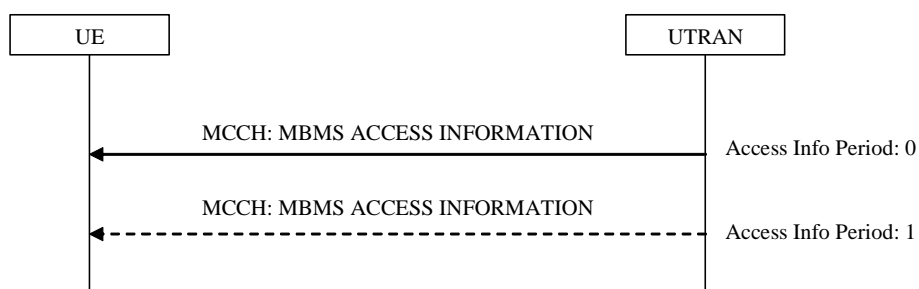 UE
UTRAN
MCCH: MBMS ACCESS INFORMATION
Access Info Period: 0
MCCH: MBMS ACCESS INFORMATION
Access Info Period: 1